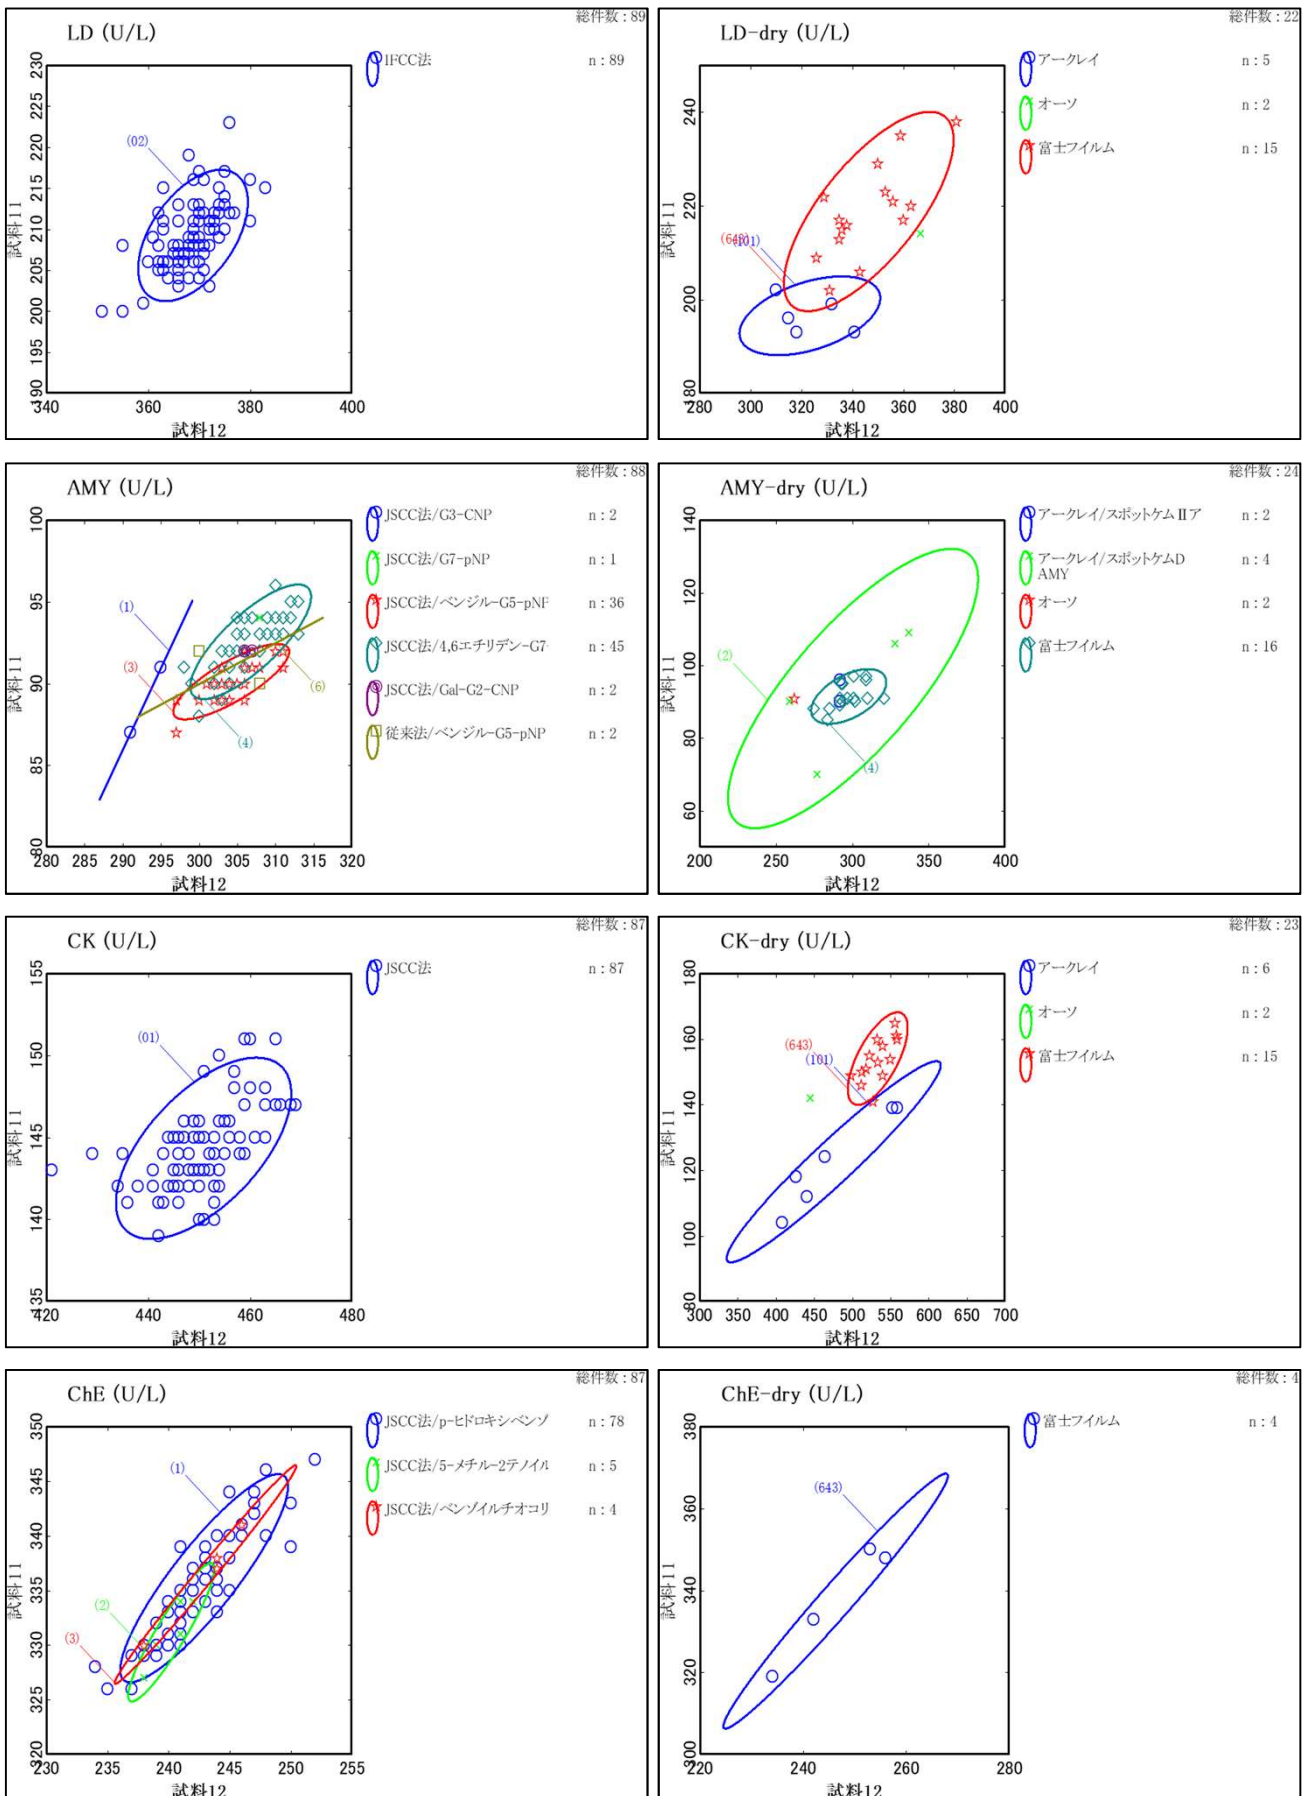 総件数:89
LD (U/L)
IFCC法 n:89
(02)
230
225
220
215
210
205
200
195
190
試料11
340 360 380 400
試料12
総件数:22
LD-dry (U/L)
アークレイ n:5
オーソ n:2
富士フイルム n:15
(101)
240
220
200
180
試料11
280 300 320 340 360 380 400
試料12
総件数:88
AMY (U/L)
JSCC法/G3-CNP n:2
JSCC法/G7-pNP n:1
JSCC法/ベンジル-G5-pNP n:36
JSCC法/4,6エチリデン-G7- n:45
JSCC法/Gal-G2-CNP n:2
従来法/ベンジル-G5-pNP n:2
(1)
(3)
(4)
(6)
100
95
90
85
80
試料11
280 285 290 295 300 305 310 315 320
試料12
総件数:24
AMY-dry (U/L)
アークレイ/スポットケムⅡア n:2
アークレイ/スポットケムD n:4
AMY
オーソ n:2
富士フイルム n:16
(2)
(4)
140
120
100
80
60
試料11
200 250 300 350 400
試料12
総件数:87
CK (U/L)
JSCC法 n:87
(01)
155
150
145
140
135
試料11
420 440 460 480
試料12
総件数:23
CK-dry (U/L)
アークレイ n:6
オーソ n:2
富士フイルム n:15
(643)
(101)
180
160
140
120
100
80
試料11
300 350 400 450 500 550 600 650 700
試料12
総件数:87
ChE (U/L)
JSCC法/p-ヒドロキシベンゾ n:78
JSCC法/5-メチル-2テノイル n:5
JSCC法/ベンゾイルチオコリ n:4
(1)
(2)
(3)
350
345
340
335
330
325
320
試料11
230 235 240 245 250 255
試料12
総件数:4
ChE-dry (U/L)
富士フイルム n:4
(643)
380
360
340
320
300
試料11
220 240 260 280
試料12